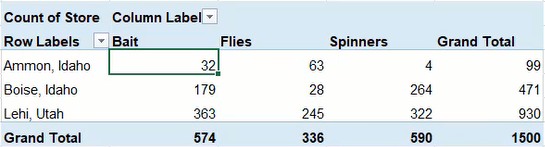 Count of Store Column Label
Row Labels Bait Flies Spinners Grand Total
Ammon, Idaho 32 63 4 99
Boise, Idaho 179 28 264 471
Lehi, Utah 363 245 322 930
Grand Total 574 336 590 1500